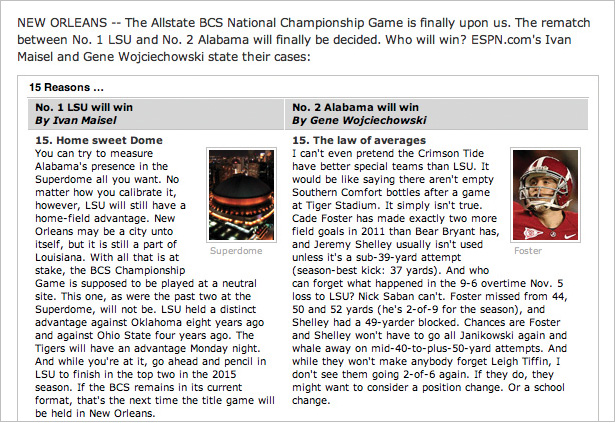 NEW ORLEANS -- The Allstate BCS National Championship Game is finally upon us. The rematch
between No. 1 LSU and No. 2 Alabama will finally be decided. Who will win? ESPN.com's Ivan
Maisel and Gene Wojciechowski state their cases:
15 Reasons ...
No. 1 LSU will win
By Ivan Maisel
15. Home sweet Dome
You can try to measure
Alabama's presence in the
Superdome all you want. No
matter how you calibrate it,
however, LSU will still have a
home-field advantage. New
Orleans may be a city unto
itself, but it is still a part of
Louisiana. With all that is at
stake, the BCS Championship
Game is supposed to be played at a neutral
site. This one, as were the past two at the
Superdome, will not be. LSU held a distinct
advantage against Oklahoma eight years ago
and against Ohio State four years ago. The
Tigers will have an advantage Monday night.
And while you're at it, go ahead and pencil in
LSU to finish in the top two in the 2015
season. If the BCS remains in its current
format, that's the next time the title game will
be held in New Orleans.
Superdome
No. 2 Alabama will win
By Gene Wojciechowski
15. The law of averages
I can't even pretend the Crimson Tide
have better special teams than LSU. It
would be like saying there aren't empty
Southern Comfort bottles after a game
at Tiger Stadium. It simply isn't true.
Cade Foster has made exactly two more
field goals in 2011 than Bear Bryant has,
and Jeremy Shelley usually isn't used
unless it's a sub-39-yard attempt
(season-best kick: 37 yards). And who
can forget what happened in the 9-6 overtime Nov. 5
loss to LSU? Nick Saban can't. Foster missed from 44,
50 and 52 yards (he's 2-of-9 for the season), and
Shelley had a 49-yarder blocked. Chances are Foster
and Shelley won't have to go all Janikowski again and
whale away on mid-40-to-plus-50-yard attempts. And
while they won't make anybody forget Leigh Tiffin, I
don't see them going 2-of-6 again. If they do, they
might want to consider a position change. Or a school
change.
Foster